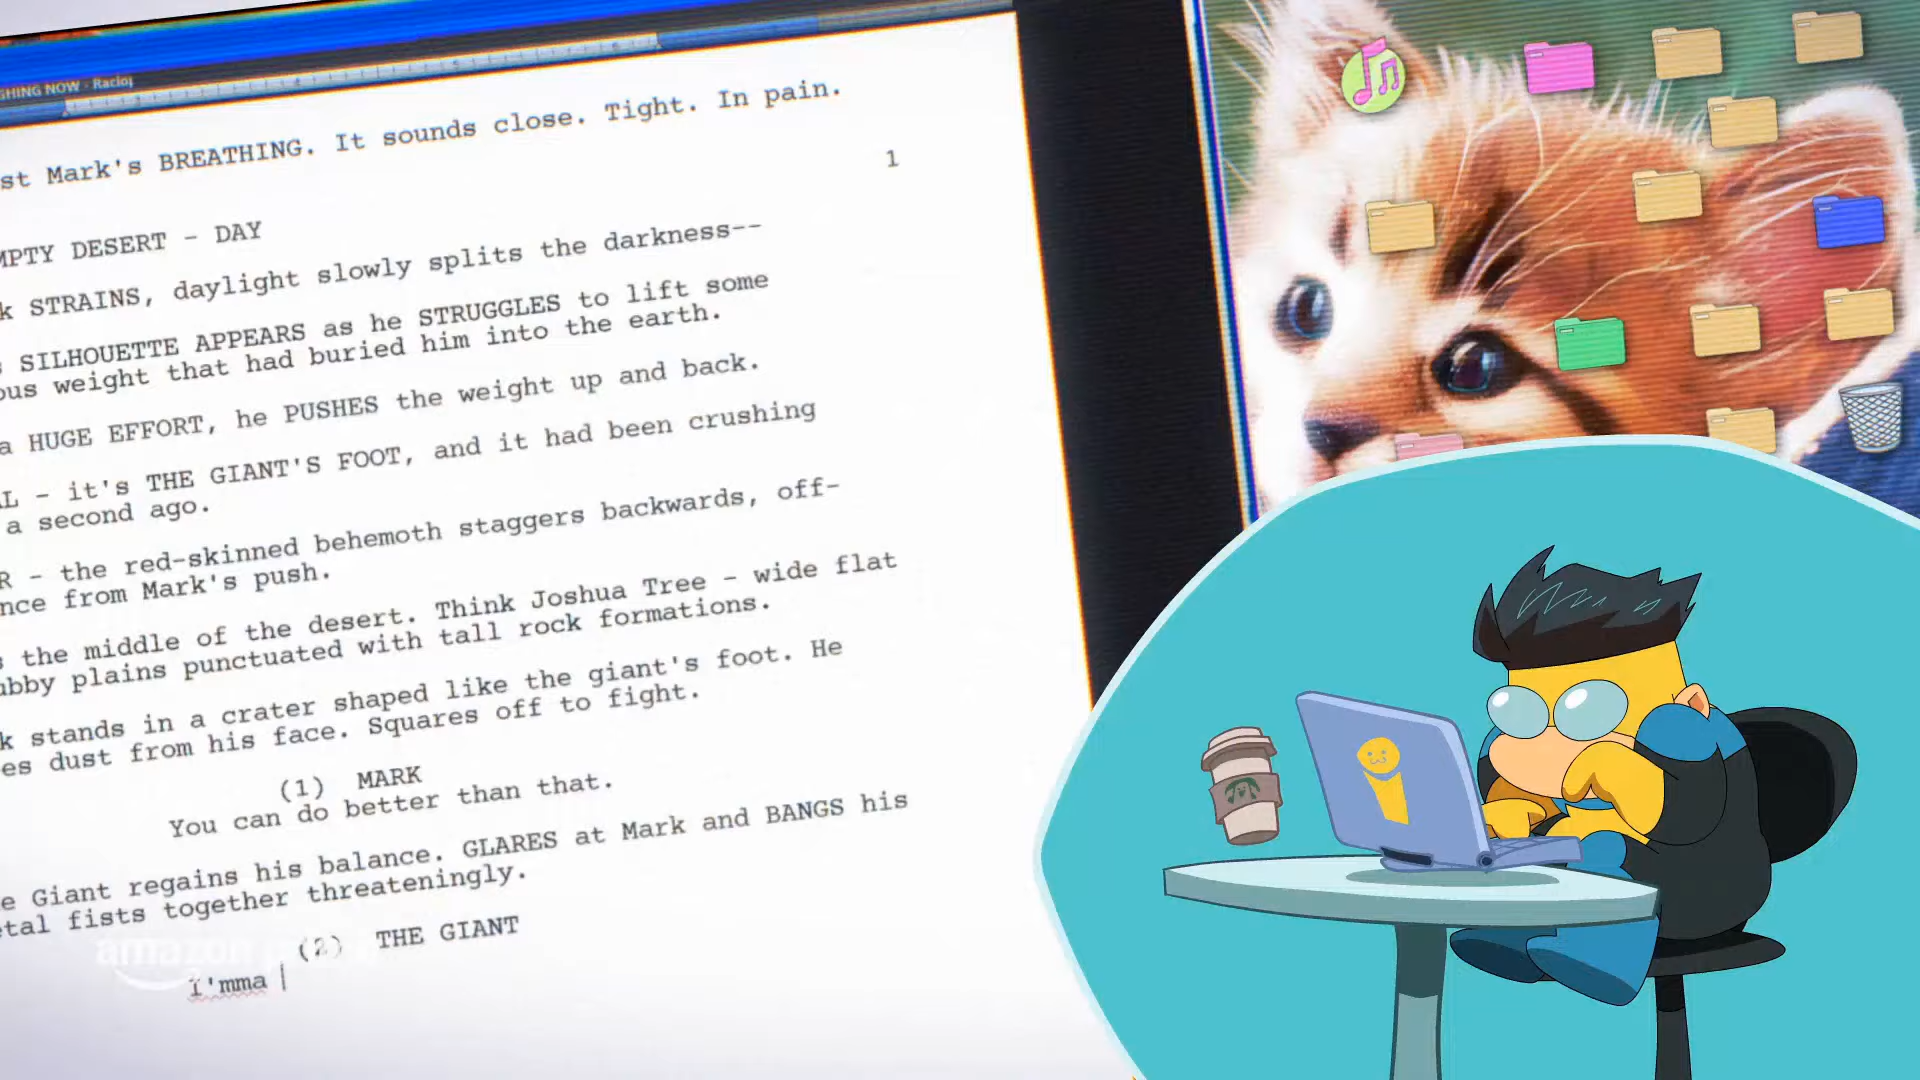 GHING NOW - Racio
st Mark's BREATHING. It sounds close. Tight. In pain.
1
MPTY DESERT - DAY
k STRAINS, daylight slowly splits the darkness--
s SILHOUETTE APPEARS as he STRUGGLES to lift some
ous weight that had buried him into the earth.
a HUGE EFFORT, he PUSHES the weight up and back.
AL - it's THE GIANT'S FOOT, and it had been crushing
a second ago.
R - the red-skinned behemoth staggers backwards, off-
nce from Mark's push.
s the middle of the desert. Think Joshua Tree - wide flat
ubby plains punctuated with tall rock formations.
k stands in a crater shaped like the giant's foot. He
es dust from his face. Squares off to fight.
(1) MARK
You can do better than that.
e Giant regains his balance. GLARES at Mark and BANGS his
etal fists together threateningly.
(2) THE GIANT
I'mma
amazon